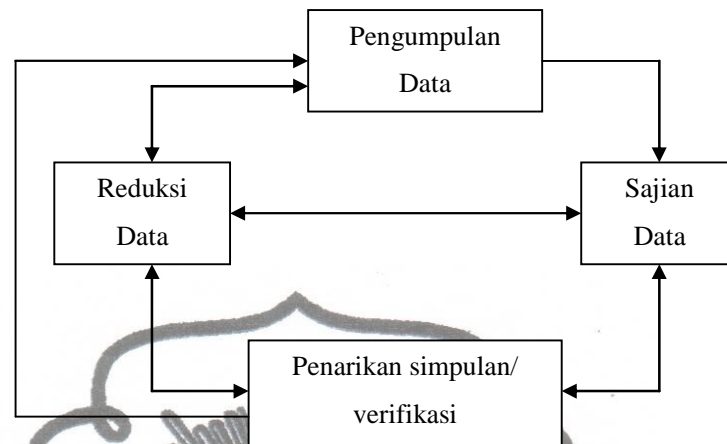 Pengumpulan
Data
Reduksi
Data
Sajian
Data
Penarikan simpulan/
verifikasi